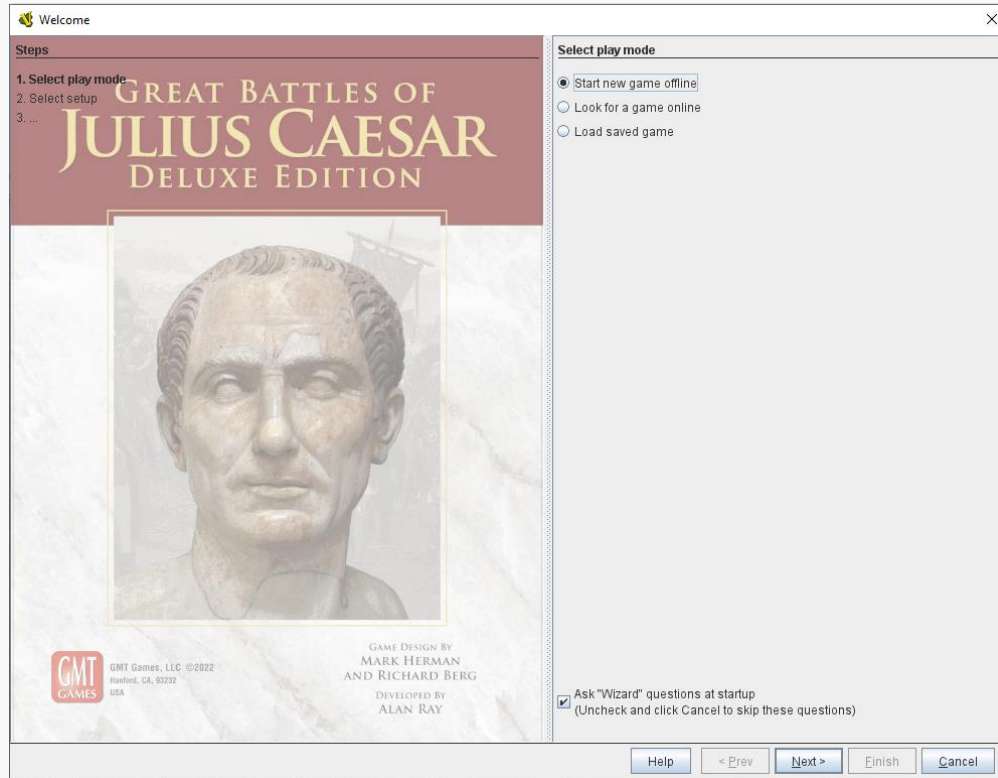 Welcome
Steps
1. Select play mode
2. Select setup
3. ...
GREAT BATTLES OF
JULIUS CAESAR
DELUXE EDITION
GMT
GAMES
GMT Games, LLC ©2022
Hanford, CA, 93232
USA
GAME DESIGN BY
MARK HERMAN
AND RICHARD BERG
DEVELOPED BY
ALAN RAY
Select play mode
Start new game offline
Look for a game online
Load saved game
Ask "Wizard" questions at startup
(Uncheck and click Cancel to skip these questions)
Help
< Prev
Next >
Finish
Cancel